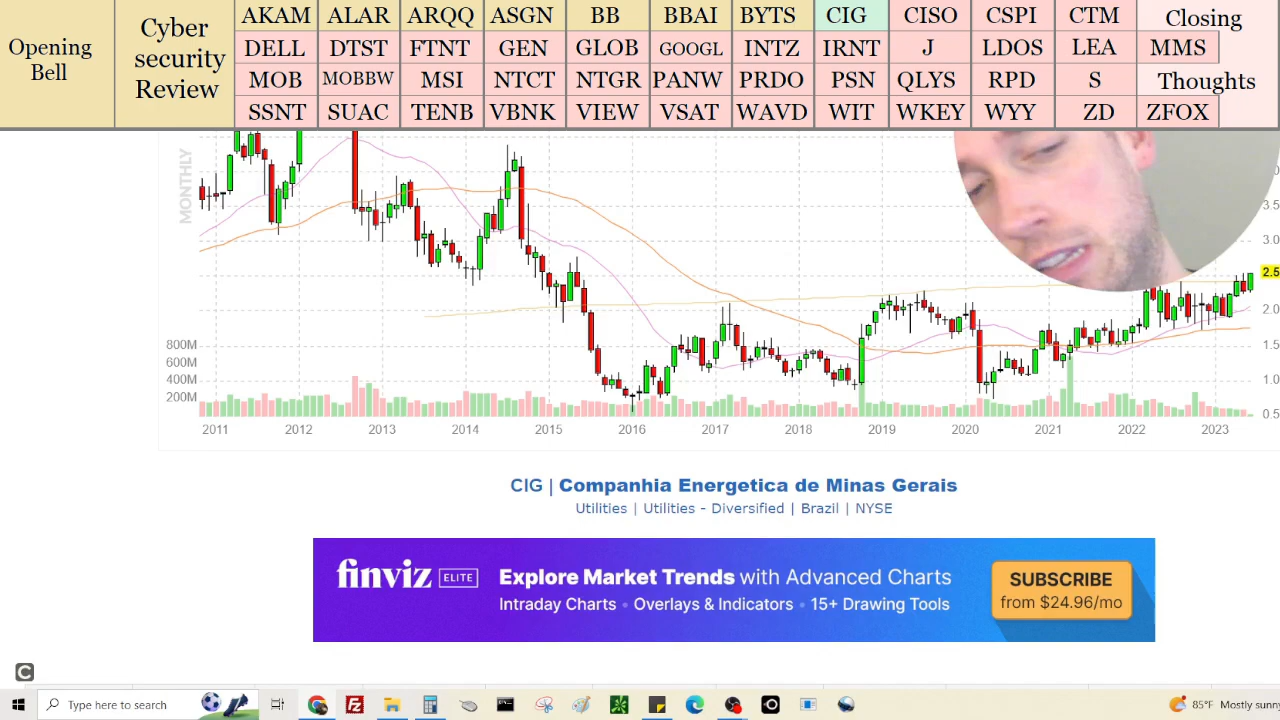 Opening Bell
Cyber security Review
AKAM ALAR ARQQ ASGN BB BBAI BYTS CIG CISO CSPI CTM Closing
DELL DTST FTNT GEN GLOB GOOGL INTZ IRNT J LDOS LEA MMS
MOB MOBBW MSI NTCT NTGR PANW PRDO PSN QLYS RPD S Thoughts
SSNT SUAC TENB VBNK VIEW VSAT WAVD WIT WKEY WYY ZD ZFOX
MONTHLY
3.5
3.0
2.5
2.0
1.5
1.0
0.5
800M
600M
400M
200M
2011 2012 2013 2014 2015 2016 2017 2018 2019 2020 2021 2022 2023
CIG | Companhia Energetica de Minas Gerais
Utilities | Utilities - Diversified | Brazil | NYSE
finviz ELITE
Explore Market Trends with Advanced Charts
Intraday Charts • Overlays & Indicators • 15+ Drawing Tools
SUBSCRIBE
from $24.96/mo
C
Type here to search
85°F Mostly sunn